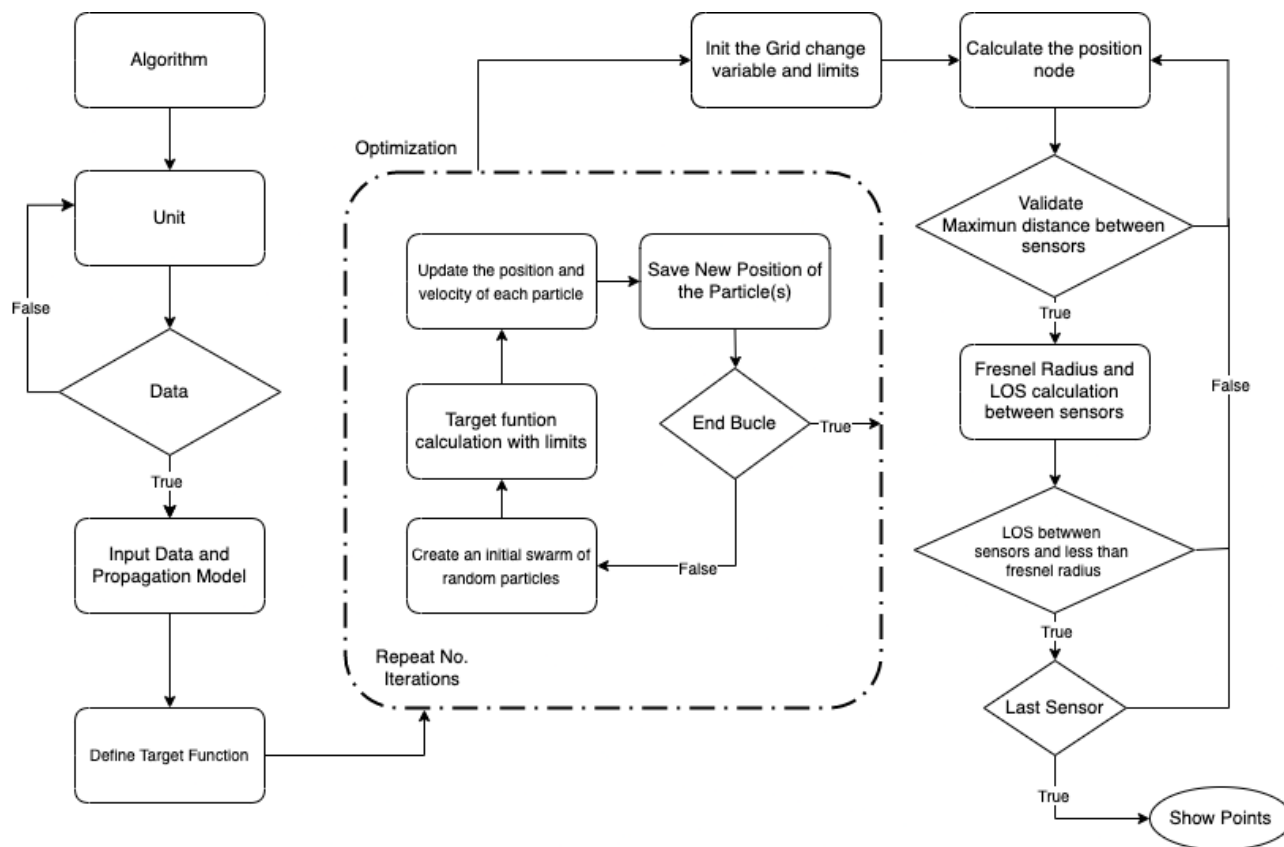 Algorithm
Unit
False
Data
True
Input Data and
Propagation Model
Define Target Function
Optimization
Update the position and
velocity of each particle
Save New Position of
the Particle(s)
Target funtion
calculation with limits
End Bucle
True
Create an initial swarm of
random particles
False
Repeat No.
Iterations
Init the Grid change
variable and limits
Calculate the position
node
Validate
Maximun distance between
sensors
True
Fresnel Radius and
LOS calculation
between sensors
False
LOS betwwen
sensors and less than
fresnel radius
True
Last Sensor
True
Show Points